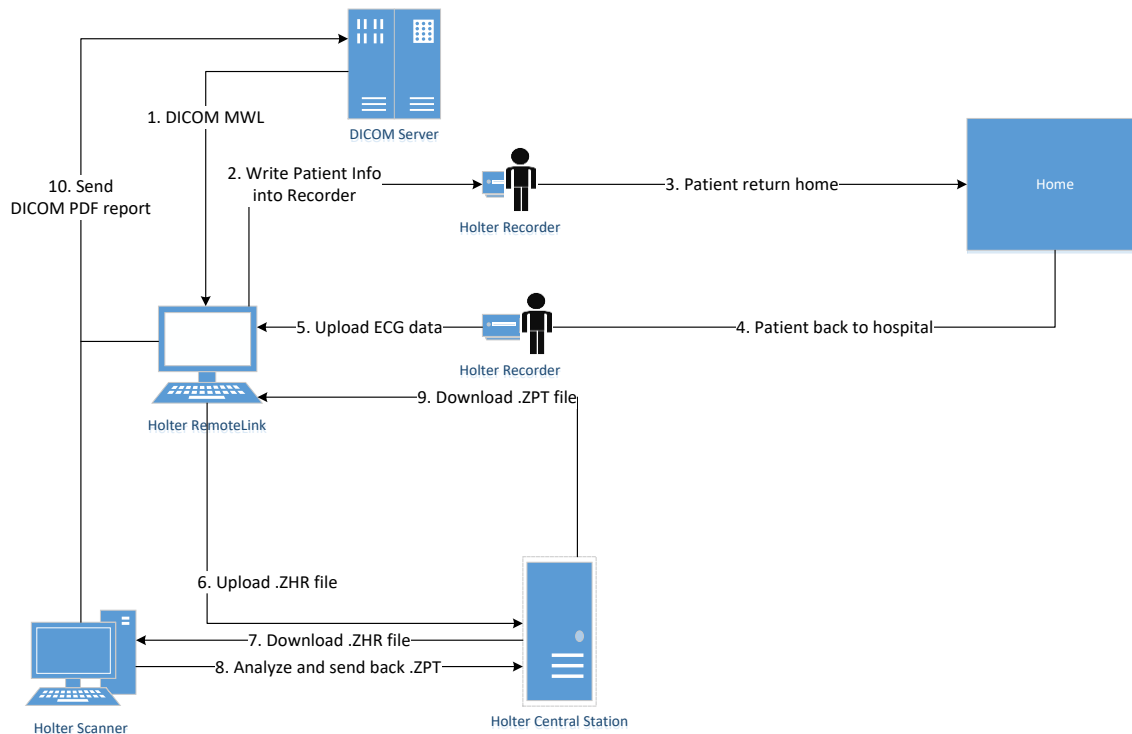 1. DICOM MWL
DICOM Server
2. Write Patient Info
into Recorder
3. Patient return home
Home
10. Send
DICOM PDF report
Holter Recorder
5. Upload ECG data
4. Patient back to hospital
Holter Recorder
9. Download .ZPT file
Holter RemoteLink
6. Upload .ZHR file
7. Download .ZHR file
8. Analyze and send back .ZPT
Holter Scanner
Holter Central Station